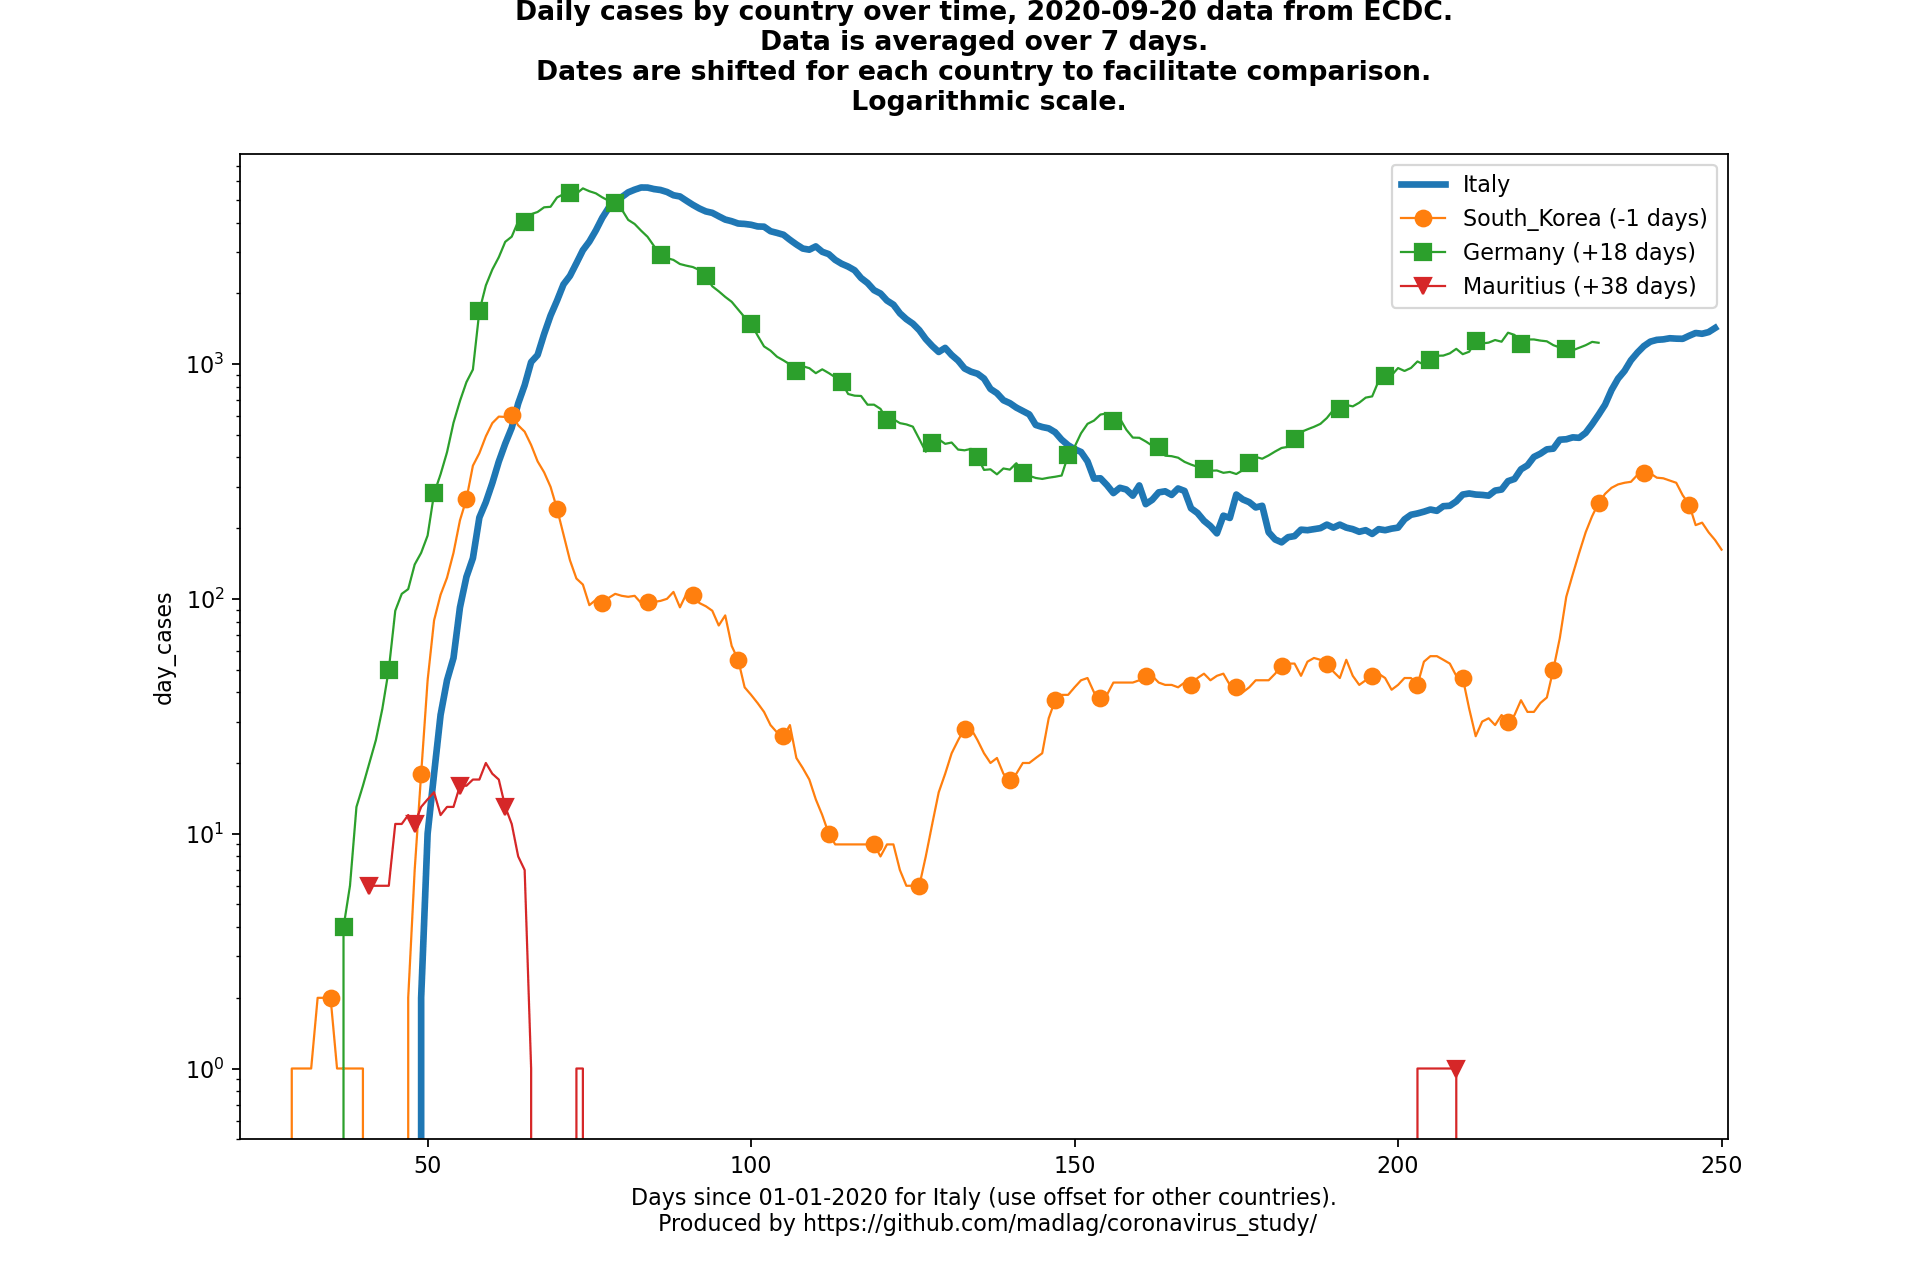 Daily cases by country over time, 2020-09-20 data from ECDC.
Data is averaged over 7 days.
Dates are shifted for each country to facilitate comparison.
Logarithmic scale.
Italy
South_Korea (-1 days)
Germany (+18 days)
Mauritius (+38 days)
day_cases
10³
10²
10¹
10⁰
50 100 150 200 250
Days since 01-01-2020 for Italy (use offset for other countries).
Produced by https://github.com/madlag/coronavirus_study/